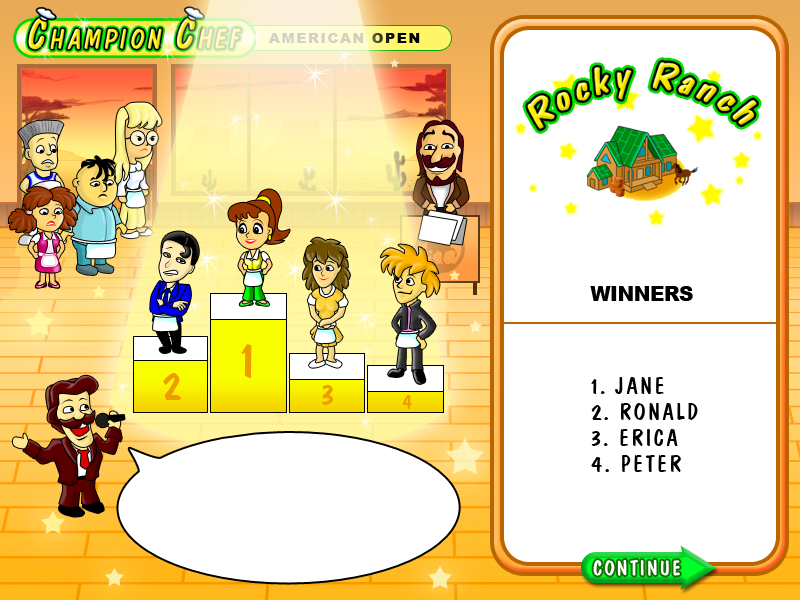 CHAMPION CHEF
AMERICAN OPEN
Rocky Ranch
WINNERS
1. JANE
2. RONALD
3. ERICA
4. PETER
1
2
3
4
CONTINUE